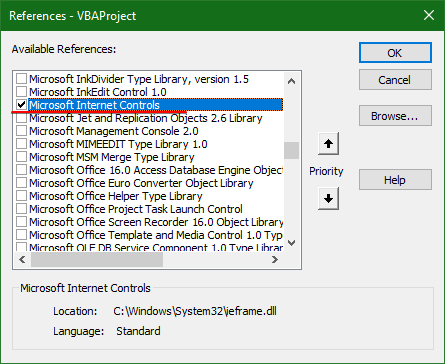 References - VBAProject
Available References:
OK
Microsoft InkDivider Type Library, version 1.5
Microsoft InkEdit Control 1.0
Cancel
Microsoft Internet Controls
Microsoft Jet and Replication Objects 2.6 Library
Browse...
Microsoft Management Console 2.0
Microsoft MIMEEDIT Type Library 1.0
Microsoft MSM Merge Type Library
Microsoft Office 16.0 Access Database Engine Objec
Priority
Microsoft Office Euro Converter Object Library
Help
Microsoft Office Helper Type Library
Microsoft Office Project Task Launch Control
Microsoft Office Screen Recorder 16.0 Object Library
Microsoft Office Template and Media Control 1.0 Type
Microsoft OLE DB Service Component 1.0 Type Library
Microsoft Internet Controls
Location: C:\Windows\System32\ieframe.dll
Language: Standard